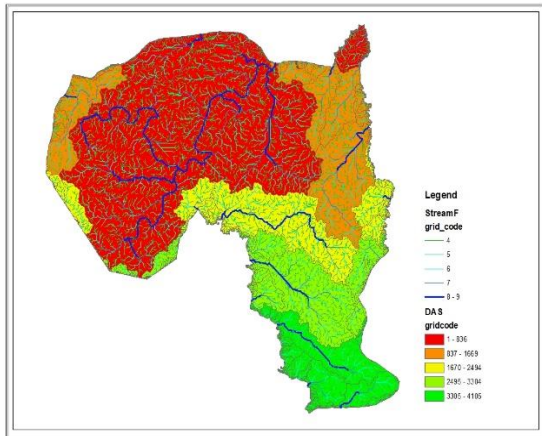 Legend
StreamF
grid_code
4
5
6
7
8 - 9
DAS
gridcode
1 - 836
837 - 1669
1670 - 2494
2495 - 3304
3305 - 4105